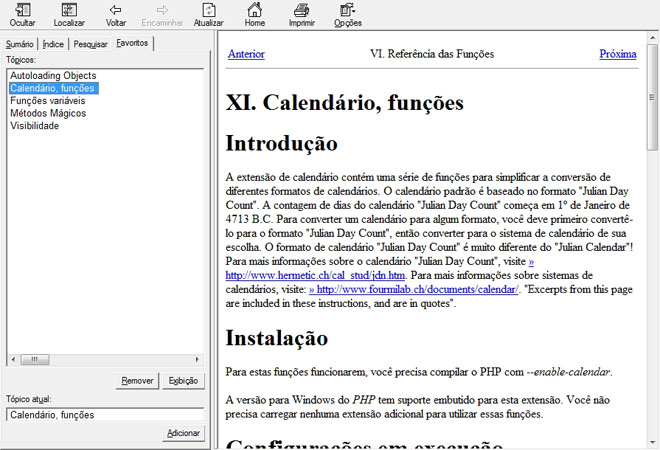 Ocultar Localizar Voltar Encaminhar Atualizar Home Imprimir Opções
Sumário Índice Pesquisar Favoritos
Tópicos:
Autoloading Objects
Calendário, funções
Funções variáveis
Métodos Mágicos
Visibilidade
Remover Exibição
Tópico atual:
Calendário, funções
Adicionar
Anterior VI. Referência das Funções Próxima
XI. Calendário, funções
Introdução
A extensão de calendário contém uma série de funções para simplificar a conversão de
diferentes formatos de calendários. O calendário padrão é baseado no formato "Julian Day
Count". A contagem de dias do calendário "Julian Day Count" começa em 1º de Janeiro de
4713 B.C. Para converter um calendário para algum formato, você deve primeiro convertê-
lo para o formato "Julian Day Count", então converter para o sistema de calendário de sua
escolha. O formato de calendário "Julian Day Count" é muito diferente do "Julian Calendar"!
Para mais informações sobre o calendário "Julian Day Count", visite »
http://www.hermetic.ch/cal_stud/jdn.htm. Para mais informações sobre sistemas de
calendários, visite: » http://www.fourmilab.ch/documents/calendar/. "Excerpts from this page
are included in these instructions, and are in quotes".
Instalação
Para estas funções funcionarem, você precisa compilar o PHP com --enable-calendar.
A versão para Windows do PHP tem suporte embutido para esta extensão. Você não
precisa carregar nenhuma extensão adicional para utilizar essas funções.
Configurações em execução